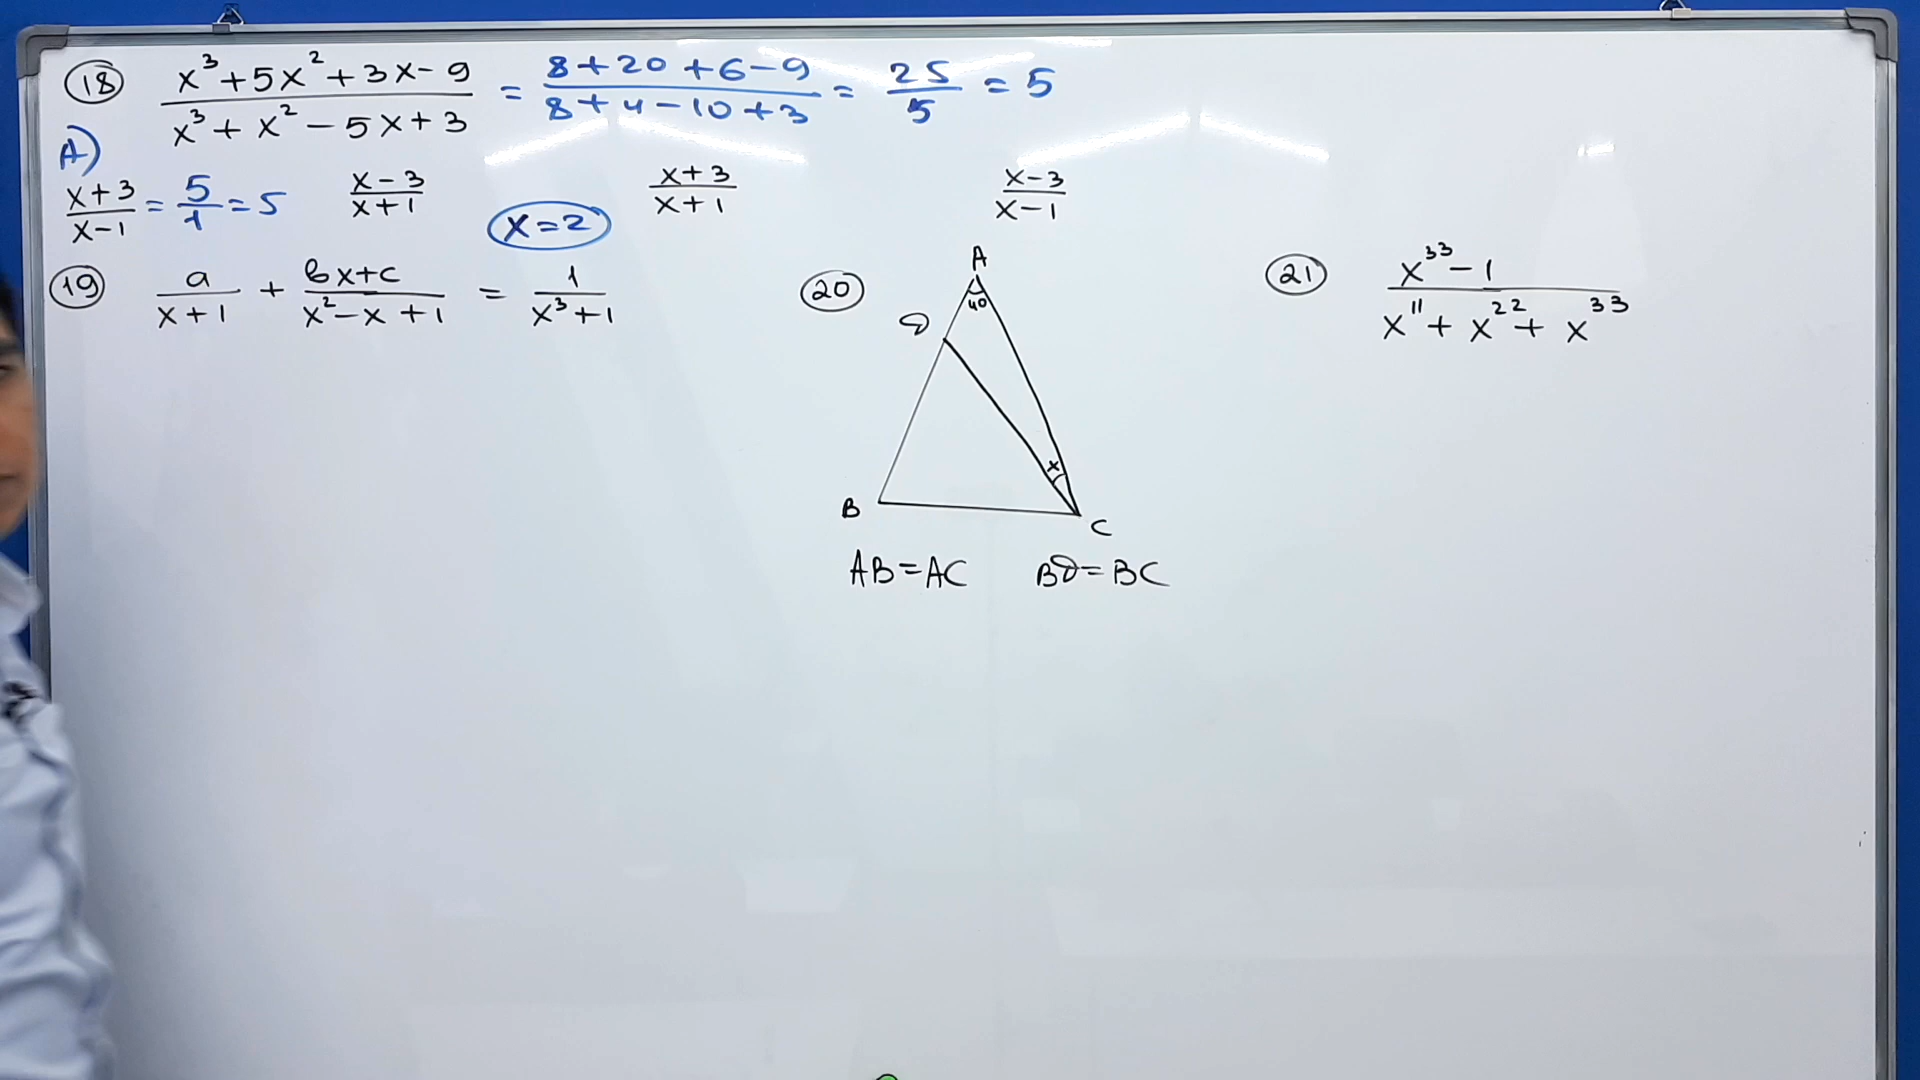 18 (x³+5x²+3x-9)/(x³+x²-5x+3) = (8+20+6-9)/(8+4-10+3) = 25/5 = 5
A)
(x+3)/(x-1) = 5/1 = 5 (x-3)/(x+1) (x+3)/(x+1) (x-3)/(x-1)
x=2
19 a/(x+1) + (bx+c)/(x²-x+1) = 1/(x³+1)
20
A
40
D
x
B
C
AB=AC BD=BC
21 (x³³-1)/(x¹¹+x²²+x³³)